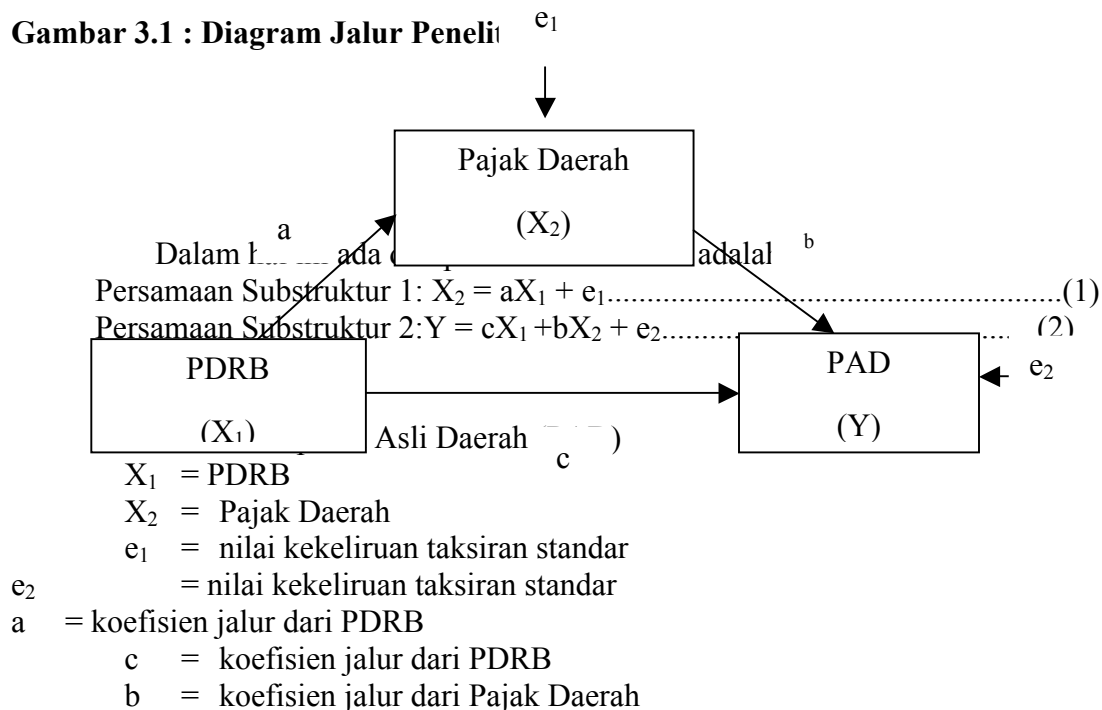 Gambar 3.1 : Diagram Jalur
e₁
Pajak Daerah
(X₂)
a
b
Dalam ada
Persamaan Substruktur 1: X₂ = aX₁ + e₁..........................................................(1)
Persamaan Substruktur 2:Y = cX₁ +bX₂ + e₂.................................................. (2)
PDRB
(X₁)
PAD
(Y)
e₂
Asli Daerah )
c
X₁ = PDRB
X₂ = Pajak Daerah
e₁ = nilai kekeliruan taksiran standar
e₂ = nilai kekeliruan taksiran standar
a = koefisien jalur dari PDRB
c = koefisien jalur dari PDRB
b = koefisien jalur dari Pajak Daerah